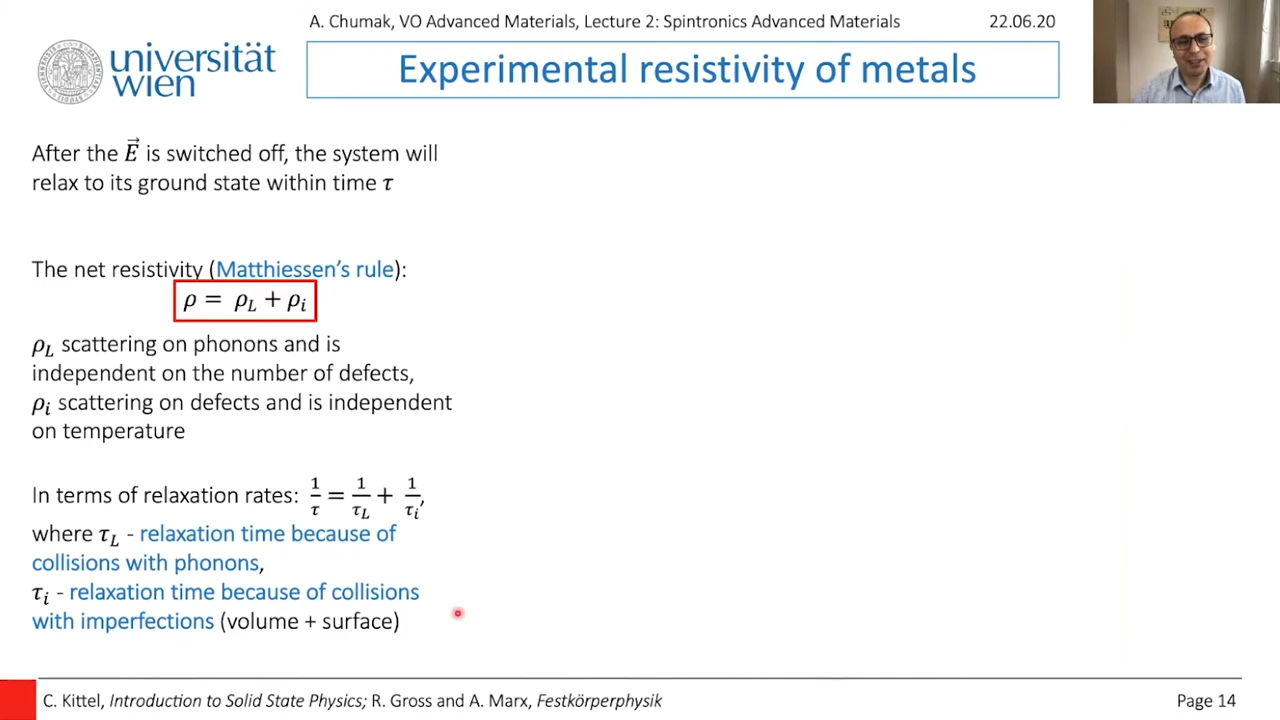 A. Chumak, VO Advanced Materials, Lecture 2: Spintronics Advanced Materials 22.06.20
universität
wien
Experimental resistivity of metals
After the $\vec{E}$ is switched off, the system will
relax to its ground state within time τ
The net resistivity (Matthiessen’s rule):
ρ = ρ_L + ρ_i
ρ_L scattering on phonons and is
independent on the number of defects,
ρ_i scattering on defects and is independent
on temperature
In terms of relaxation rates: 1/τ = 1/τ_L + 1/τ_i,
where τ_L - relaxation time because of
collisions with phonons,
τ_i - relaxation time because of collisions
with imperfections (volume + surface)
C. Kittel, Introduction to Solid State Physics; R. Gross and A. Marx, Festkörperphysik Page 14